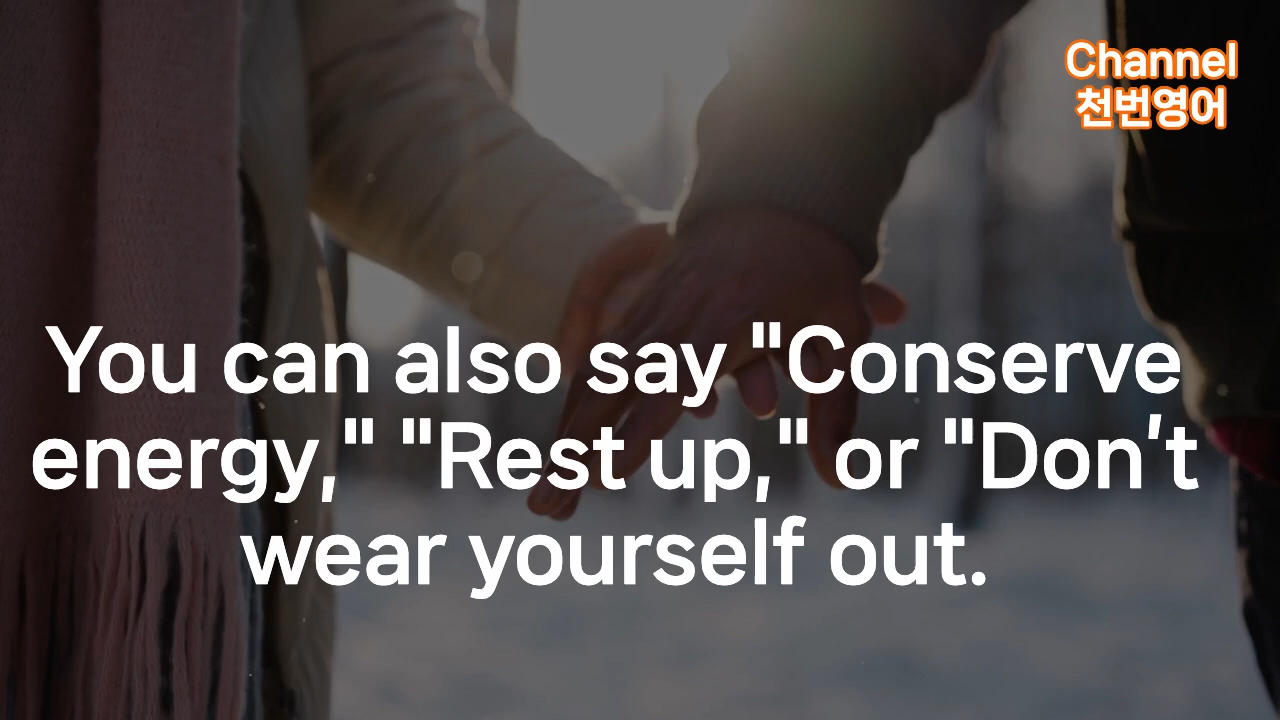 Channel
천번영어
You can also say "Conserve
energy," "Rest up," or "Don't
wear yourself out.